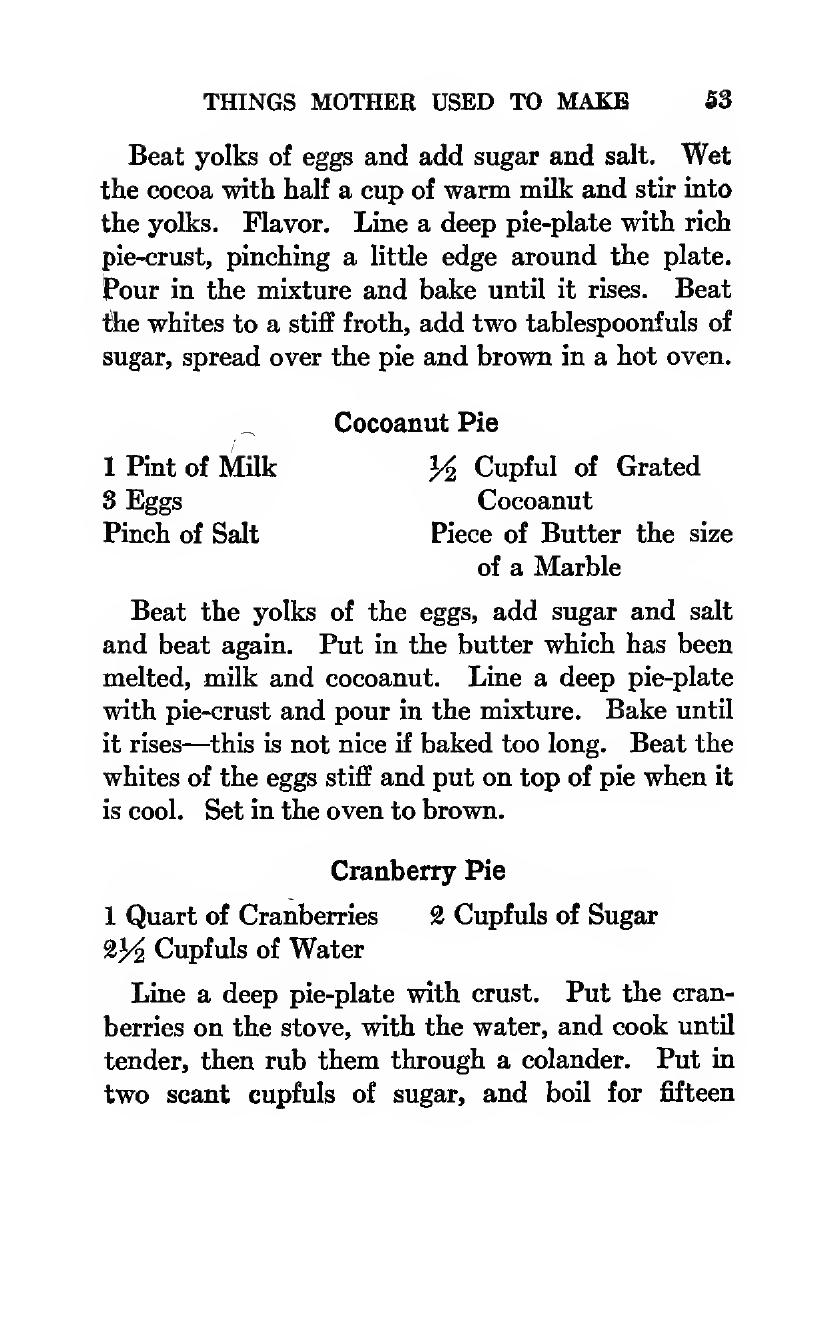 THINGS MOTHER USED TO MAKE 53
Beat yolks of eggs and add sugar and salt. Wet
the cocoa with half a cup of warm milk and stir into
the yolks. Flavor. Line a deep pie-plate with rich
pie-crust, pinching a little edge around the plate.
Pour in the mixture and bake until it rises. Beat
the whites to a stiff froth, add two tablespoonfuls of
sugar, spread over the pie and brown in a hot oven.
Cocoanut Pie
1 Pint of Milk
3 Eggs
Pinch of Salt
½ Cupful of Grated
Cocoanut
Piece of Butter the size
of a Marble
Beat the yolks of the eggs, add sugar and salt
and beat again. Put in the butter which has been
melted, milk and cocoanut. Line a deep pie-plate
with pie-crust and pour in the mixture. Bake until
it rises—this is not nice if baked too long. Beat the
whites of the eggs stiff and put on top of pie when it
is cool. Set in the oven to brown.
Cranberry Pie
1 Quart of Cranberries 2 Cupfuls of Sugar
2½ Cupfuls of Water
Line a deep pie-plate with crust. Put the cran-
berries on the stove, with the water, and cook until
tender, then rub them through a colander. Put in
two scant cupfuls of sugar, and boil for fifteen